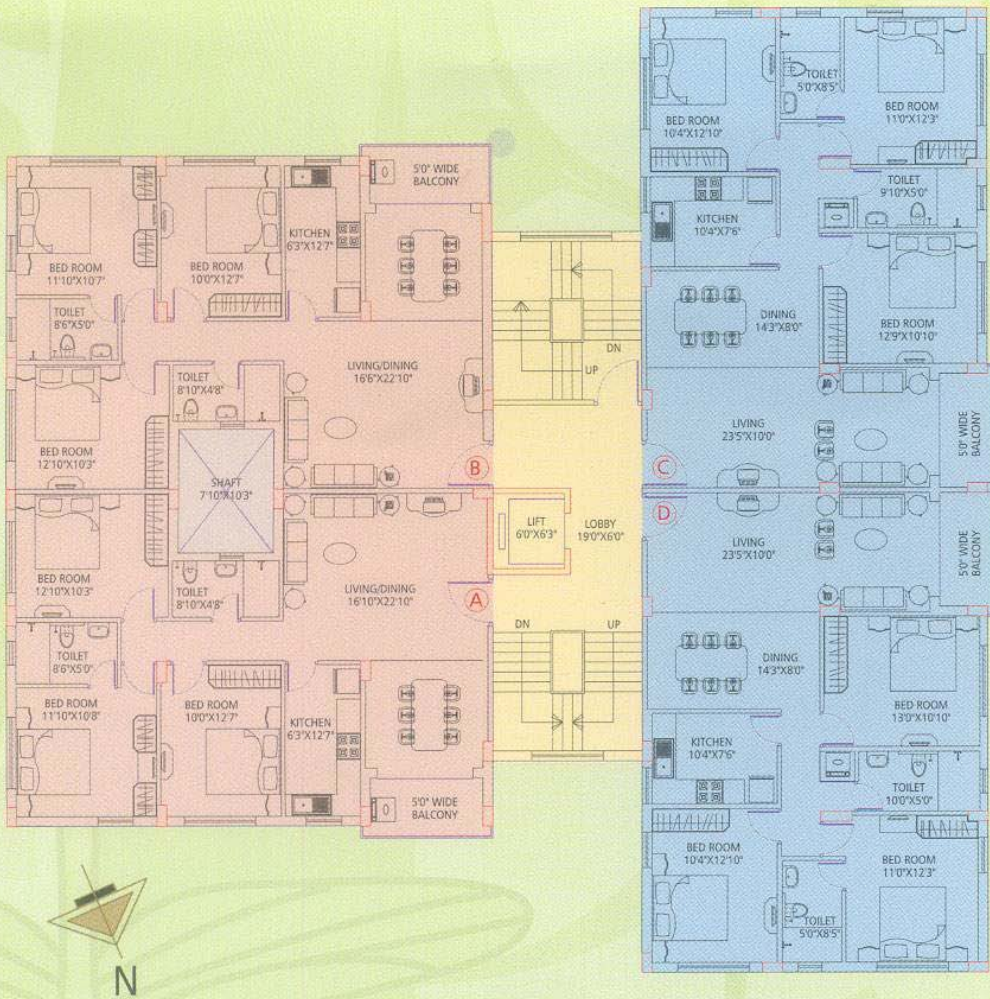 BED ROOM
11'10"X10'7"
BED ROOM
10'0"X12'7"
KITCHEN
6'3"X12'7"
5'0" WIDE
BALCONY
TOILET
8'6"X5'0"
TOILET
8'10"X4'8"
LIVING/DINING
16'6"X22'10"
BED ROOM
12'10"X10'3"
SHAFT
7'10"X10'3"
B
BED ROOM
12'10"X10'3"
TOILET
8'10"X4'8"
LIVING/DINING
16'10"X22'10"
A
TOILET
8'6"X5'0"
BED ROOM
11'10"X10'8"
BED ROOM
10'0"X12'7"
KITCHEN
6'3"X12'7"
5'0" WIDE
BALCONY
DN
UP
LIFT
6'0"X6'3"
LOBBY
19'0"X6'0"
DN
UP
BED ROOM
10'4"X12'10"
TOILET
5'0"X8'5"
BED ROOM
11'0"X12'3"
TOILET
9'10"X5'0"
KITCHEN
10'4"X7'6"
DINING
14'3"X8'0"
BED ROOM
12'9"X10'10"
LIVING
23'5"X10'0"
5'0" WIDE
BALCONY
C
D
LIVING
23'5"X10'0"
5'0" WIDE
BALCONY
DINING
14'3"X8'0"
BED ROOM
13'0"X10'10"
KITCHEN
10'4"X7'6"
TOILET
10'0"X5'0"
BED ROOM
10'4"X12'10"
TOILET
5'0"X8'5"
BED ROOM
11'0"X12'3"
N